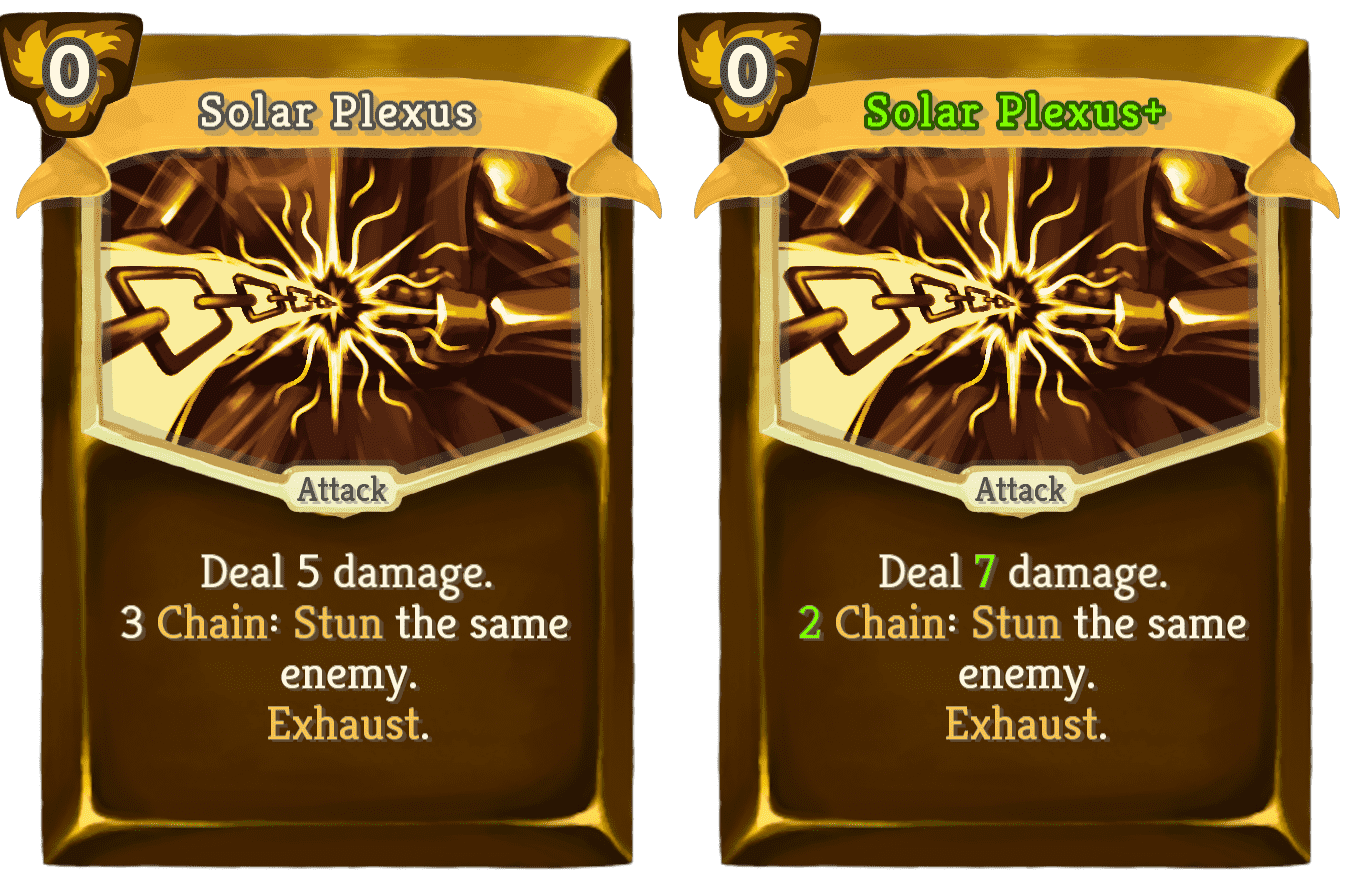 0
Solar Plexus
Attack
Deal 5 damage.
3 Chain: Stun the same
enemy.
Exhaust.
0
Solar Plexus+
Attack
Deal 7 damage.
2 Chain: Stun the same
enemy.
Exhaust.